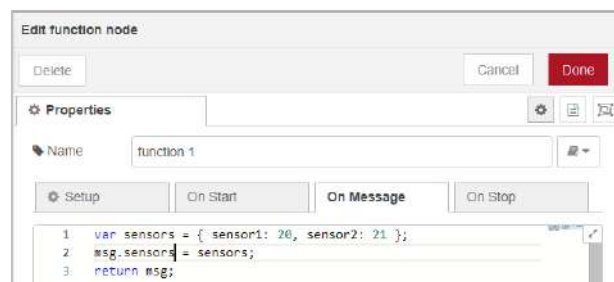 Edit function node
Delete Cancel Done
Properties
Name function 1
Setup On Start On Message On Stop
1 var sensors = { sensor1: 20, sensor2: 21 };
2 msg.sensors = sensors;
3 return msg;